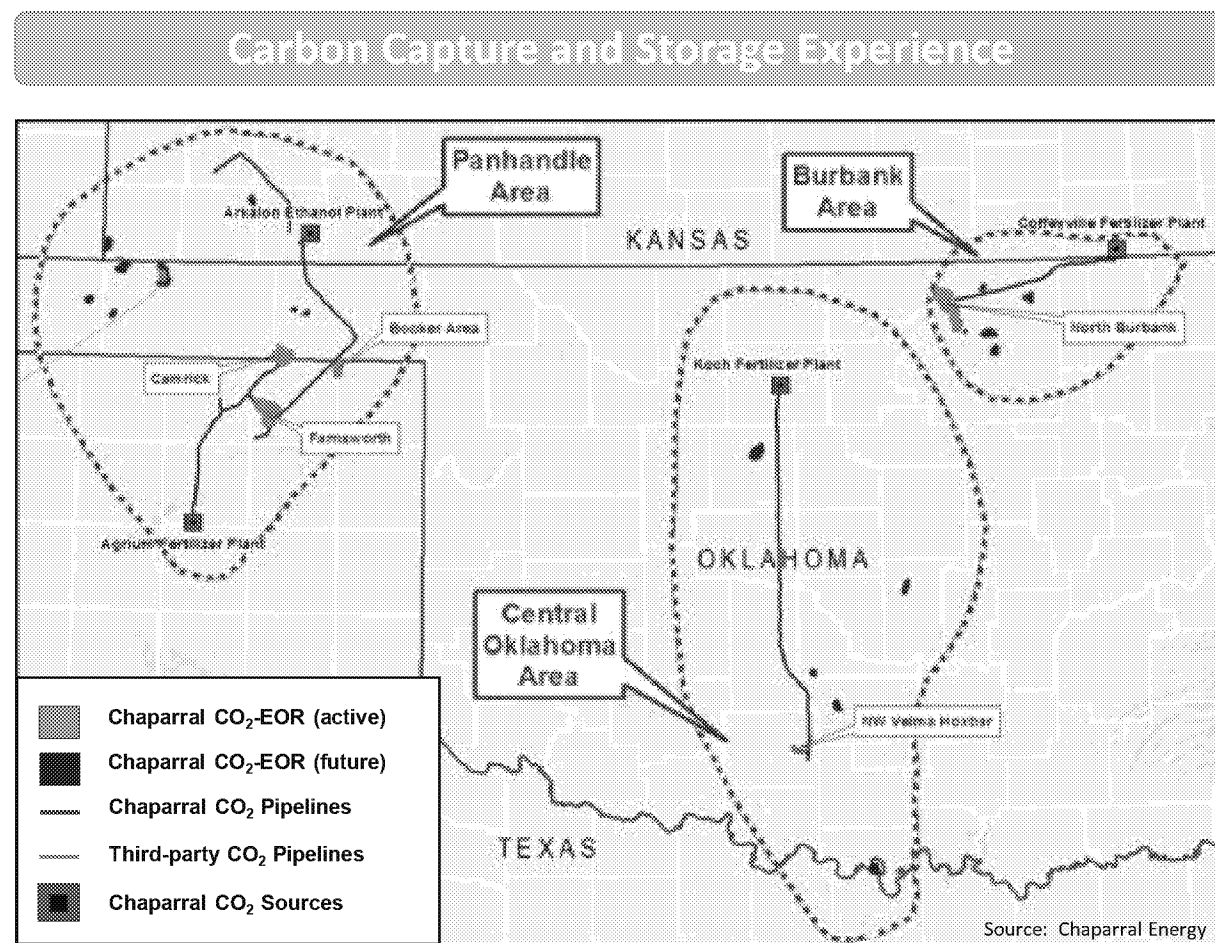 Carbon Capture and Storage Experience
Panhandle
Area
Burbank
Area
Arkalon Ethanol Plant
KANSAS
Coffeyville Fertilizer Plant
Booker Area
North Burbank
Camrick
Koch Fertilizer Plant
Farnsworth
Agrium Fertilizer Plant
OKLAHOMA
Central
Oklahoma
Area
NW Velma Hoxbar
TEXAS
Chaparral CO₂-EOR (active)
Chaparral CO₂-EOR (future)
Chaparral CO₂ Pipelines
Third-party CO₂ Pipelines
Chaparral CO₂ Sources
Source: Chaparral Energy